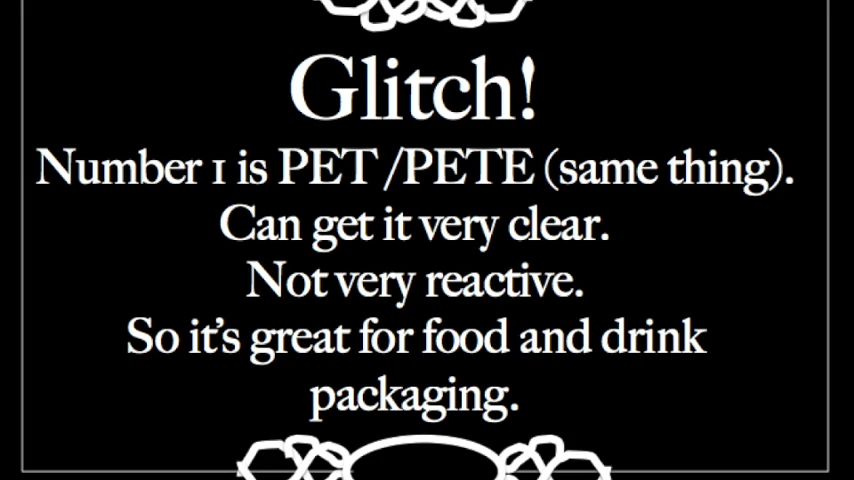 Glitch!
Number 1 is PET /PETE (same thing).
Can get it very clear.
Not very reactive.
So it's great for food and drink
packaging.